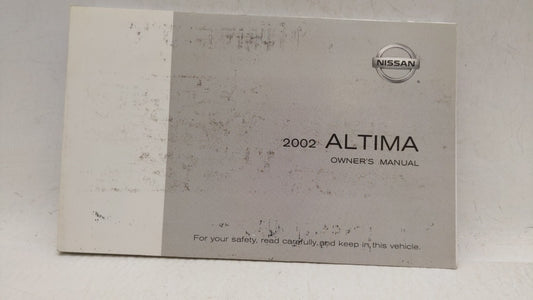 NISSAN
2002 ALTIMA
OWNER'S MANUAL
For your safety, read carefully and keep in this vehicle.